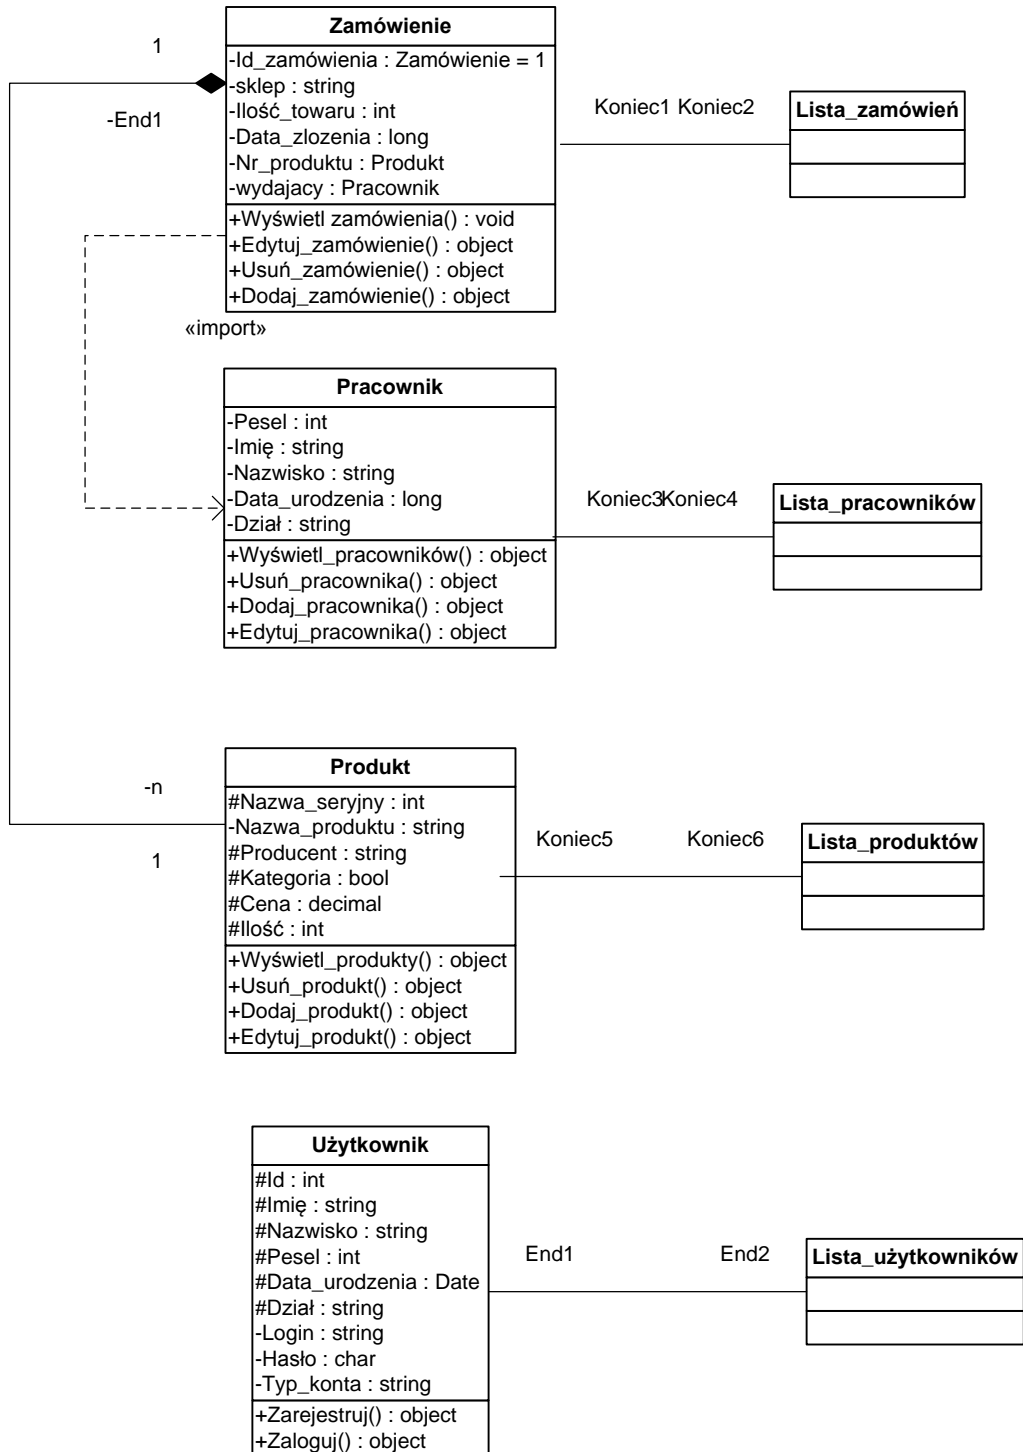 Zamówienie
-Id_zamówienia : Zamówienie = 1
-sklep : string
-Ilość_towaru : int
-Data_zlozenia : long
-Nr_produktu : Produkt
-wydajacy : Pracownik
+Wyświetl zamówienia() : void
+Edytuj_zamówienie() : object
+Usuń_zamówienie() : object
+Dodaj_zamówienie() : object
1
-End1
Koniec1 Koniec2
Lista_zamówień
«import»
Pracownik
-Pesel : int
-Imię : string
-Nazwisko : string
-Data_urodzenia : long
-Dział : string
+Wyświetl_pracowników() : object
+Usuń_pracownika() : object
+Dodaj_pracownika() : object
+Edytuj_pracownika() : object
Koniec3 Koniec4
Lista_pracowników
-n
1
Produkt
#Nazwa_seryjny : int
-Nazwa_produktu : string
#Producent : string
#Kategoria : bool
#Cena : decimal
#Ilość : int
+Wyświetl_produkty() : object
+Usuń_produkt() : object
+Dodaj_produkt() : object
+Edytuj_produkt() : object
Koniec5 Koniec6
Lista_produktów
Użytkownik
#Id : int
#Imię : string
#Nazwisko : string
#Pesel : int
#Data_urodzenia : Date
#Dział : string
-Login : string
-Hasło : char
-Typ_konta : string
+Zarejestruj() : object
+Zaloguj() : object
End1 End2
Lista_użytkowników